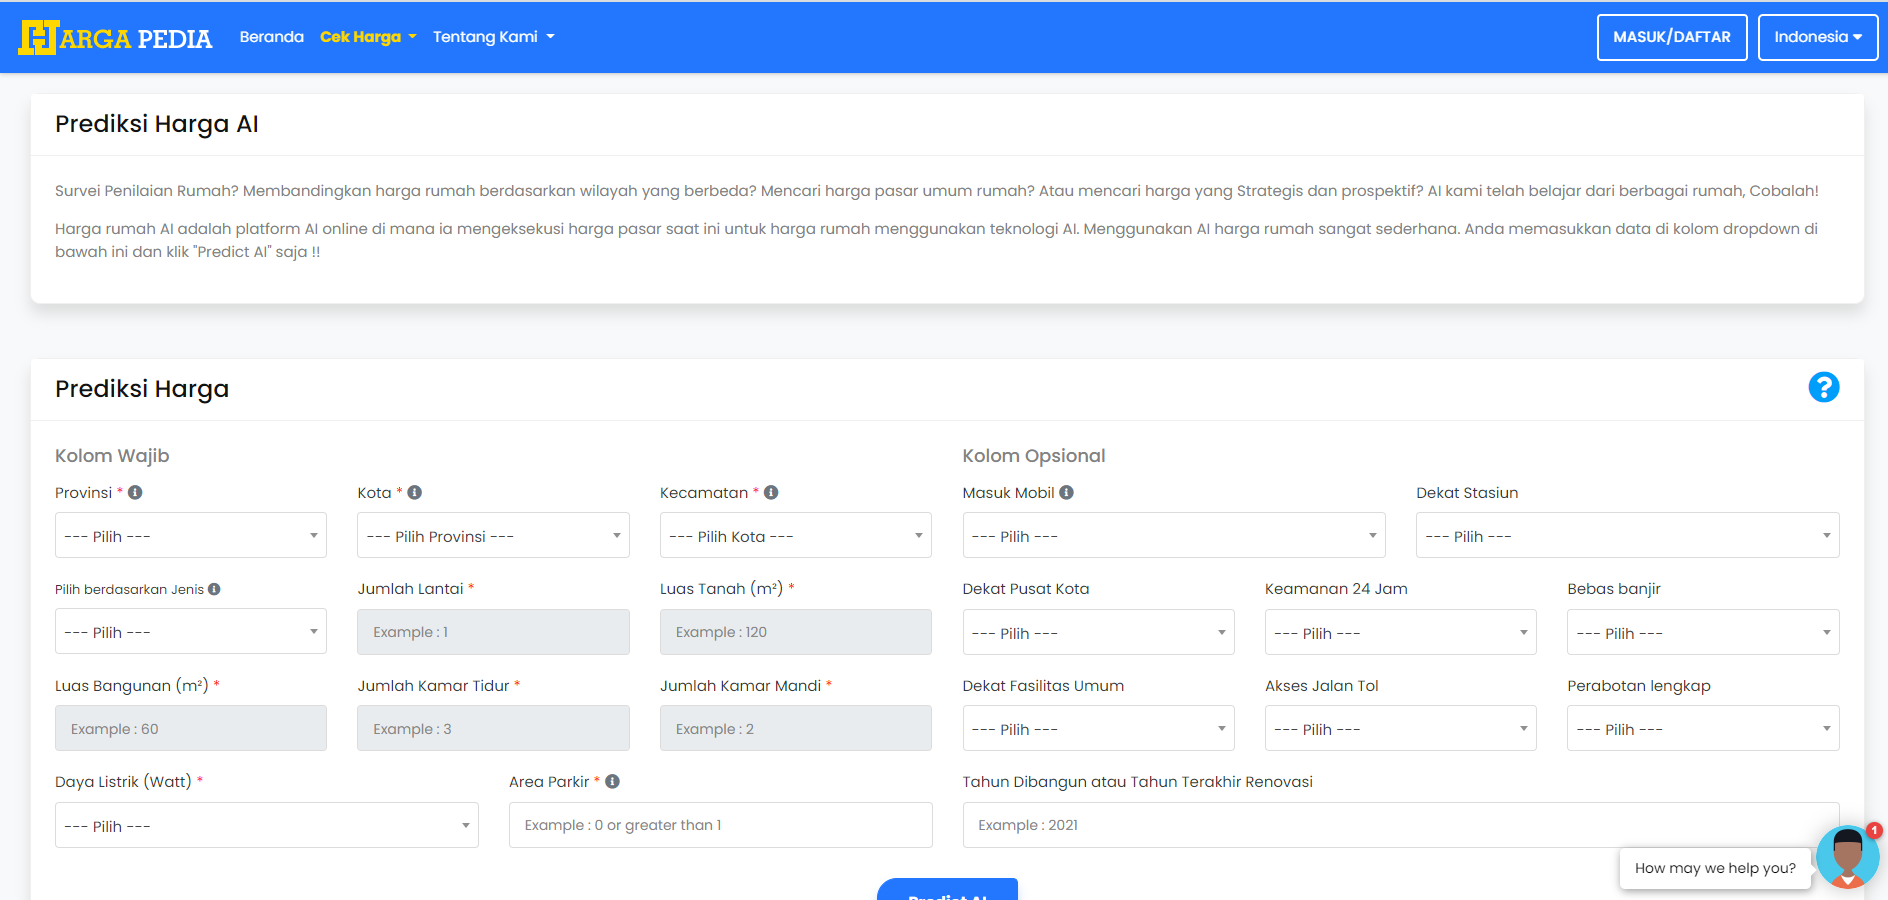 HARGA PEDIA
Beranda
Cek Harga
Tentang Kami
MASUK/DAFTAR
Indonesia
Prediksi Harga AI
Survei Penilaian Rumah? Membandingkan harga rumah berdasarkan wilayah yang berbeda? Mencari harga pasar umum rumah? Atau mencari harga yang Strategis dan prospektif? AI kami telah belajar dari berbagai rumah, Cobalah!
Harga rumah AI adalah platform AI online di mana ia mengeksekusi harga pasar saat ini untuk harga rumah menggunakan teknologi AI. Menggunakan AI harga rumah sangat sederhana. Anda memasukkan data di kolom dropdown di
bawah ini dan klik "Predict AI" saja !!
Prediksi Harga
?
Kolom Wajib
Provinsi *
Kota *
Kecamatan *
--- Pilih ---
--- Pilih Provinsi ---
--- Pilih Kota ---
Pilih berdasarkan Jenis
Jumlah Lantai *
Luas Tanah (m²) *
--- Pilih ---
Example : 1
Example : 120
Luas Bangunan (m²) *
Jumlah Kamar Tidur *
Jumlah Kamar Mandi *
Example : 60
Example : 3
Example : 2
Daya Listrik (Watt) *
Area Parkir *
--- Pilih ---
Example : 0 or greater than 1
Kolom Opsional
Masuk Mobil
Dekat Stasiun
--- Pilih ---
--- Pilih ---
Dekat Pusat Kota
Keamanan 24 Jam
Bebas banjir
--- Pilih ---
--- Pilih ---
--- Pilih ---
Dekat Fasilitas Umum
Akses Jalan Tol
Perabotan lengkap
--- Pilih ---
--- Pilih ---
--- Pilih ---
Tahun Dibangun atau Tahun Terakhir Renovasi
Example : 2021
Predict AI
How may we help you?
1